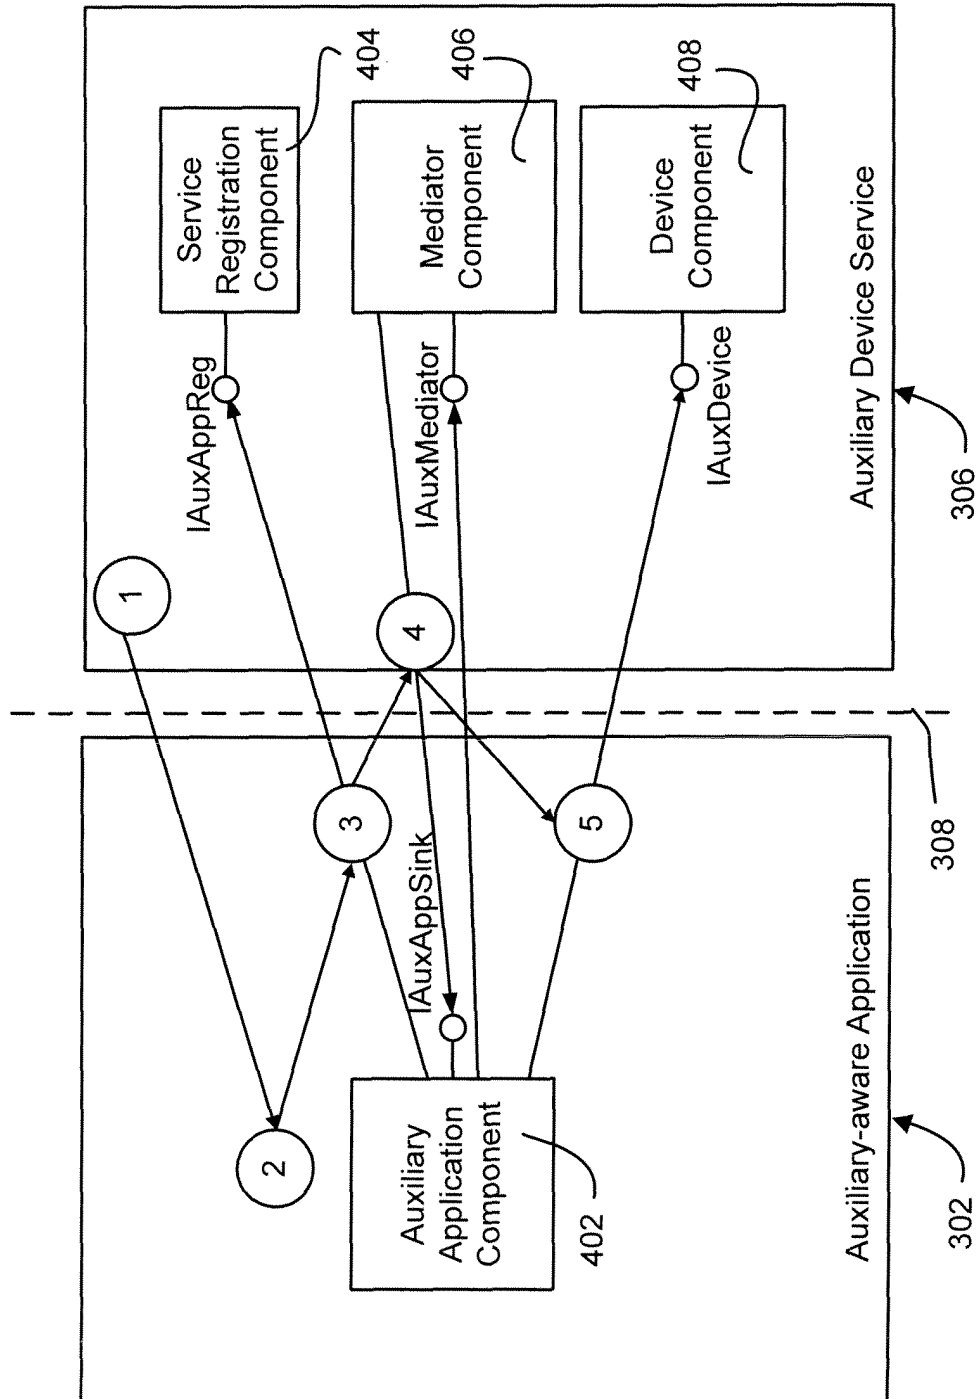 Auxiliary-aware Application
302
Auxiliary
Application
Component
402
2
3
IAuxAppSink
5
308
1
4
IAuxAppReg
IAuxMediator
IAuxDevice
Service
Registration
Component
404
Mediator
Component
406
Device
Component
408
Auxiliary Device Service
306